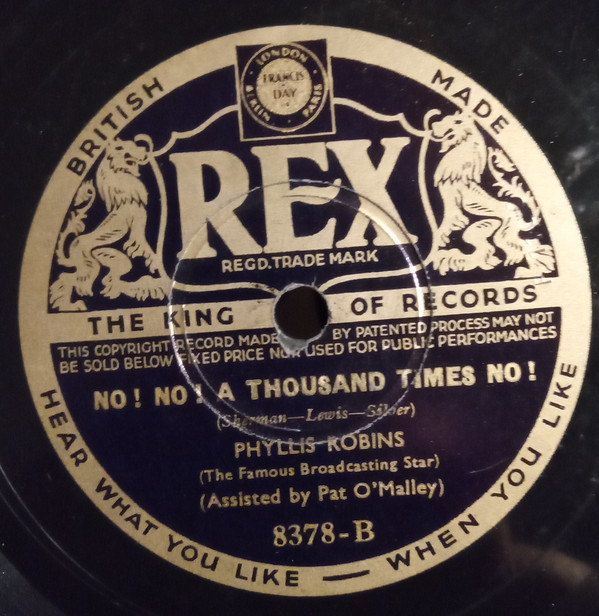 BRITISH MADE
LONDON
FRANCIS
DAY
BERLIN PARIS
REX
REGD. TRADE MARK
THE KING OF RECORDS
THIS COPYRIGHT RECORD MADE BY PATENTED PROCESS MAY NOT
BE SOLD BELOW FIXED PRICE NOR USED FOR PUBLIC PERFORMANCES
NO! NO! A THOUSAND TIMES NO!
(Sherman—Lewis—Silver)
PHYLLIS ROBINS
(The Famous Broadcasting Star)
(Assisted by Pat O'Malley)
8378-B
HEAR WHAT YOU LIKE — WHEN YOU LIKE